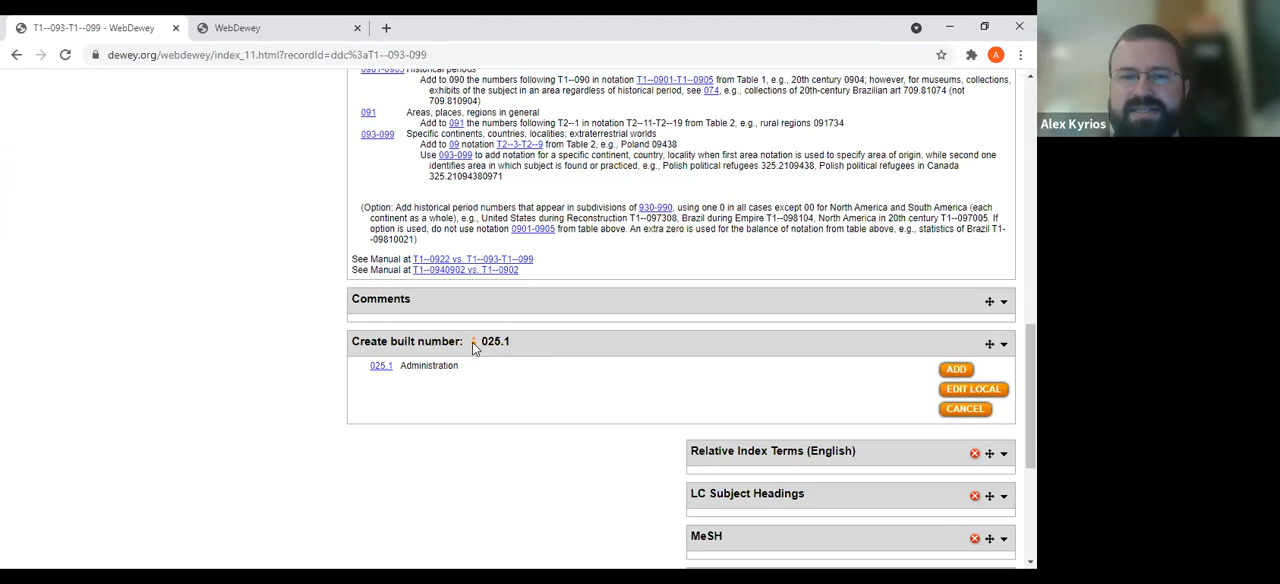 T1--093-T1--099 - WebDewey
WebDewey
dewey.org/webdewey/index_11.html?recordId=ddc%3aT1--093-099
A
Alex Kyrios
0901-0905 Historical periods
Add to 090 the numbers following T1--090 in notation T1--0901-T1--0905 from Table 1, e.g., 20th century 0904; however, for museums, collections,
exhibits of the subject in an area regardless of historical period, see 074, e.g., collections of 20th-century Brazilian art 709.81074 (not
709.810904)
091 Areas, places, regions in general
Add to 091 the numbers following T2--1 in notation T2--11-T2--19 from Table 2, e.g., rural regions 091734
093-099 Specific continents, countries, localities; extraterrestrial worlds
Add to 09 notation T2--3-T2--9 from Table 2, e.g., Poland 09438
Use 093-099 to add notation for a specific continent, country, locality when first area notation is used to specify area of origin, while second one
identifies area in which subject is found or practiced, e.g., Polish political refugees 325.2109438, Polish political refugees in Canada
325.21094380971
(Option: Add historical period numbers that appear in subdivisions of 930-990, using one 0 in all cases except 00 for North America and South America (each
continent as a whole), e.g., United States during Reconstruction T1--097308, Brazil during Empire T1--098104, North America in 20th century T1--097005. If
option is used, do not use notation 0901-0905 from table above. An extra zero is used for the balance of notation from table above, e.g., statistics of Brazil T1-
-09810021)
See Manual at T1--0922 vs. T1--093-T1--099
See Manual at T1--0940902 vs. T1--0902
Comments
Create built number: 025.1
025.1 Administration
ADD
EDIT LOCAL
CANCEL
Relative Index Terms (English)
LC Subject Headings
MeSH